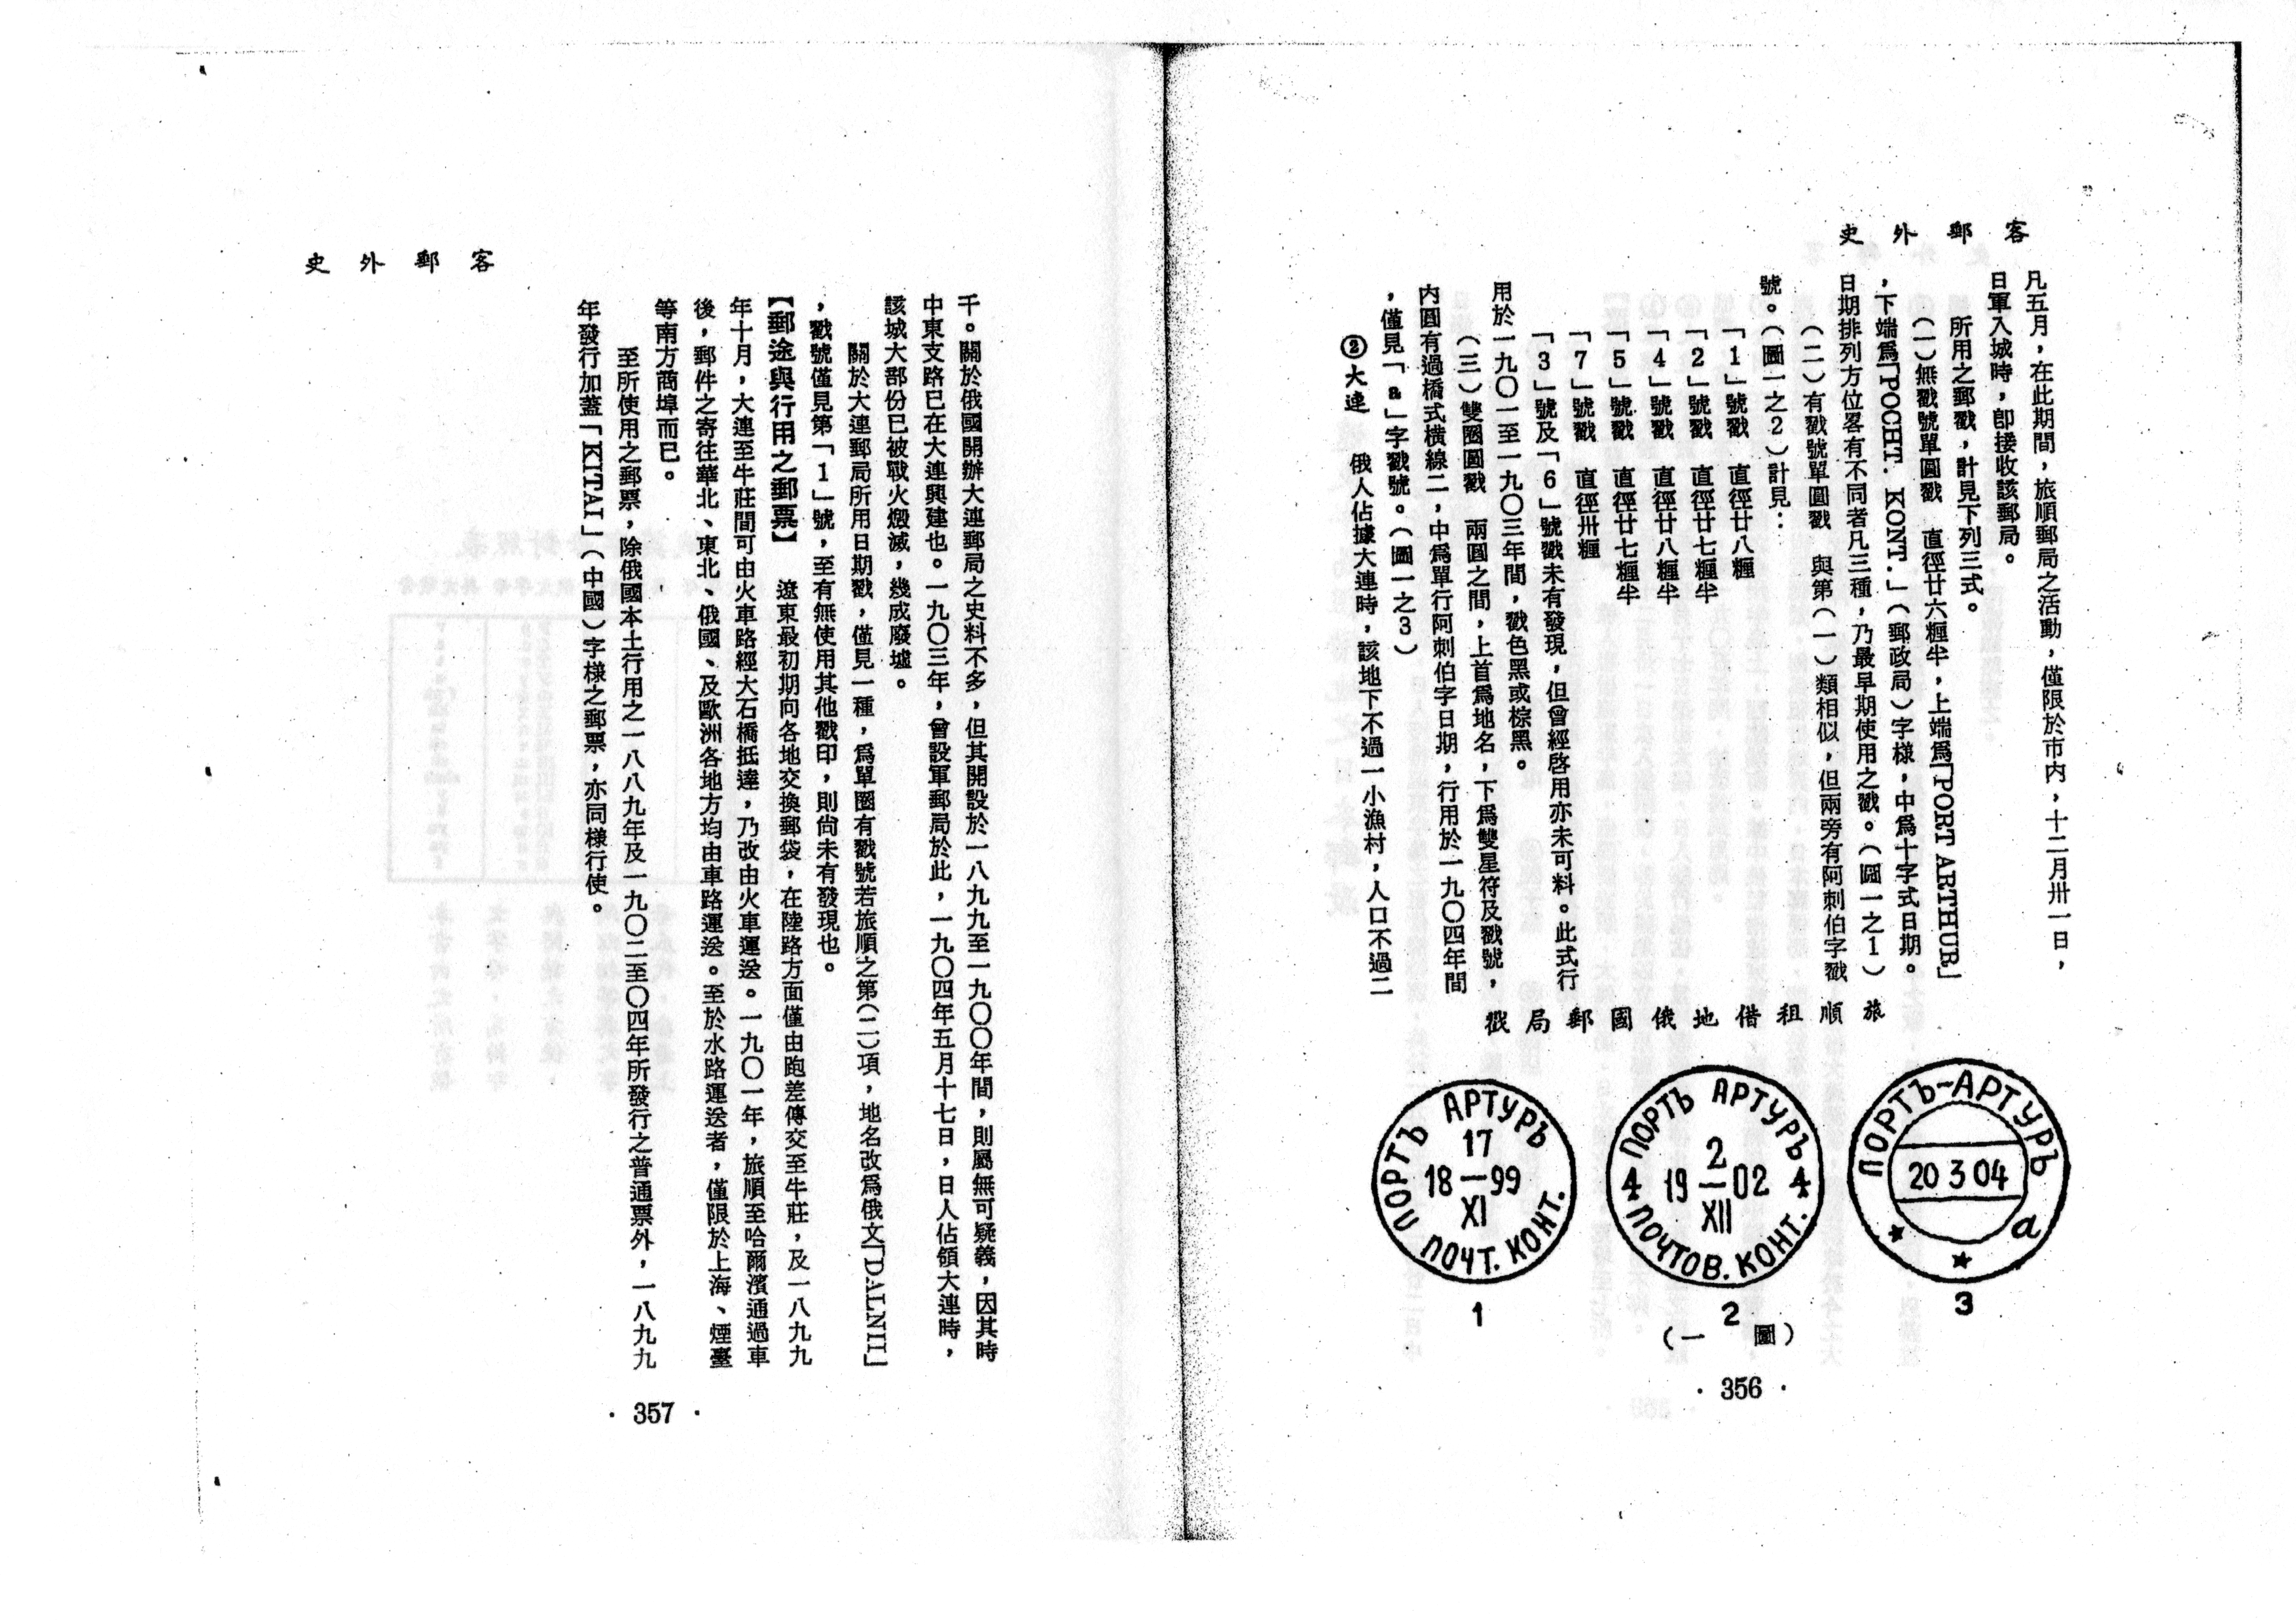 客郵外史
凡五月，在此期間，旅順郵局之活動，僅限於市内，十二月卅一日，
日軍入城時，卽接收該郵局。
所用之郵戳，計見下列三式。
（一）無戳號單圓戳　直徑廿六糎半，上端爲「PORT ARTHUR」
，下端爲「POCHT. KONT.」（郵政局）字様，中爲十字式日期。
日期排列方位畧有不同者凡三種，乃最早期使用之戳。（圖一之1）
（二）有戳號單圓戳　與第（一）類相似，但兩旁有阿刺伯字戳
號。（圖一之2）計見：
「1」號戳　直徑廿八糎
「2」號戳　直徑廿七糎半
「4」號戳　直徑廿八糎半
「5」號戳　直徑廿七糎半
「7」號戳　直徑卅糎
「3」號及「6」號戳未有發現，但曾經啓用亦未可料。此式行
用於一九〇一至一九〇三年間，戳色黑或棕黑。
（三）雙圈圓戳　兩圓之間，上首爲地名，下爲雙星符及戳號，
内圓有過橋式橫線二，中爲單行阿刺伯字日期，行用於一九〇四年間
，僅見「a」字戳號。（圖一之3）
②大連　俄人佔據大連時，該地下不過一小漁村，人口不過二
旅順租借地俄國郵局戳
ПОРТЪ АРТУРЪ
17
18—99
XI
ПОЧТ. КОНТ.
1
ПОРТЪ АРТУРЪ
2
4 19—02 4
XII
ПОЧТОВ. КОНТ.
2
ПОРТЪ-АРТУРЪ
20 3 04
★ ★ a
3
（一圖）
· 356 ·
客郵外史
千。關於俄國開辦大連郵局之史料不多，但其開設於一八九九至一九〇〇年間，則屬無可疑義，因其時
中東支路已在大連興建也。一九〇三年，曾設軍郵局於此，一九〇四年五月十七日，日人佔領大連時，
該城大部份已被戰火燬滅，幾成廢墟。
關於大連郵局所用日期戳，僅見一種，爲單圈有戳號若旅順之第（二）項，地名改爲俄文「DALNII」
，戳號僅見第「1」號，至有無使用其他戳印，則尚未有發現也。
【郵途與行用之郵票】　遼東最初期向各地交換郵袋，在陸路方面僅由跑差傳交至牛莊，及一八九九
年十月，大連至牛莊間可由火車路經大石橋抵達，乃改由火車運送。一九〇一年，旅順至哈爾濱通過車
後，郵件之寄往華北、東北、俄國、及歐洲各地方均由車路運送。至於水路運送者，僅限於上海、煙臺
等南方商埠而已。
至所使用之郵票，除俄國本土行用之一八八九年及一九〇二至〇四年所發行之普通票外，一八九九
年發行加蓋「KITAI」（中國）字様之郵票，亦同様行使。
· 357 ·